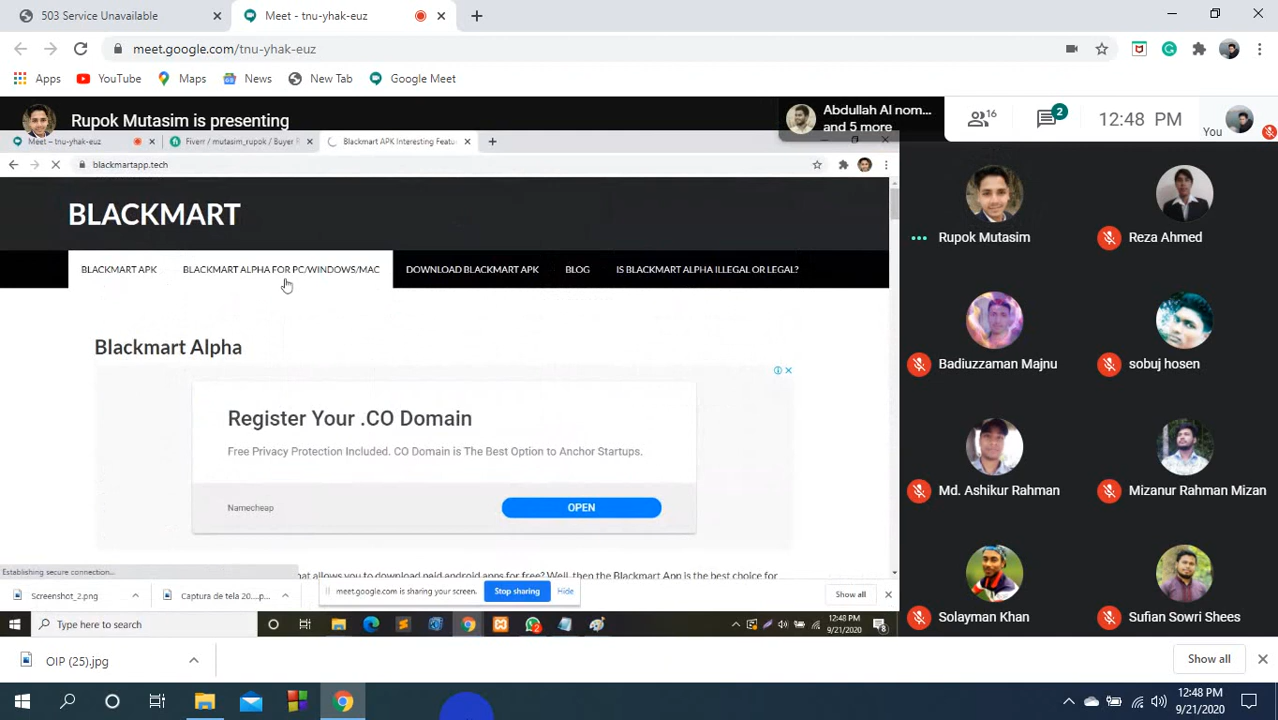 503 Service Unavailable
Meet - tnu-yhak-euz
meet.google.com/tnu-yhak-euz
Apps YouTube Maps News New Tab Google Meet
Rupok Mutasim is presenting
Abdullah Al nom...
and 5 more
16
2
12:48 PM
You
Meet – tnu-yhak-euz
Fiverr / mutasim_rupok / Buyer R
Blackmart APK Interesting Featu
blackmartapp.tech
BLACKMART
BLACKMART APK BLACKMART ALPHA FOR PC/WINDOWS/MAC DOWNLOAD BLACKMART APK BLOG IS BLACKMART ALPHA ILLEGAL OR LEGAL?
Blackmart Alpha
Register Your .CO Domain
Free Privacy Protection Included. CO Domain is The Best Option to Anchor Startups.
Namecheap
OPEN
hat allows you to download paid android apps for free? Well, then the Blackmart App is the best choice for
Establishing secure connection...
Screenshot_2.png
Captura de tela 20....p...
meet.google.com is sharing your screen.
Stop sharing
Hide
Show all
Type here to search
12:48 PM
9/21/2020
8
Rupok Mutasim
Reza Ahmed
Badiuzzaman Majnu
sobuj hosen
Md. Ashikur Rahman
Mizanur Rahman Mizan
Solayman Khan
Sufian Sowri Shees
OIP (25).jpg
Show all
12:48 PM
9/21/2020